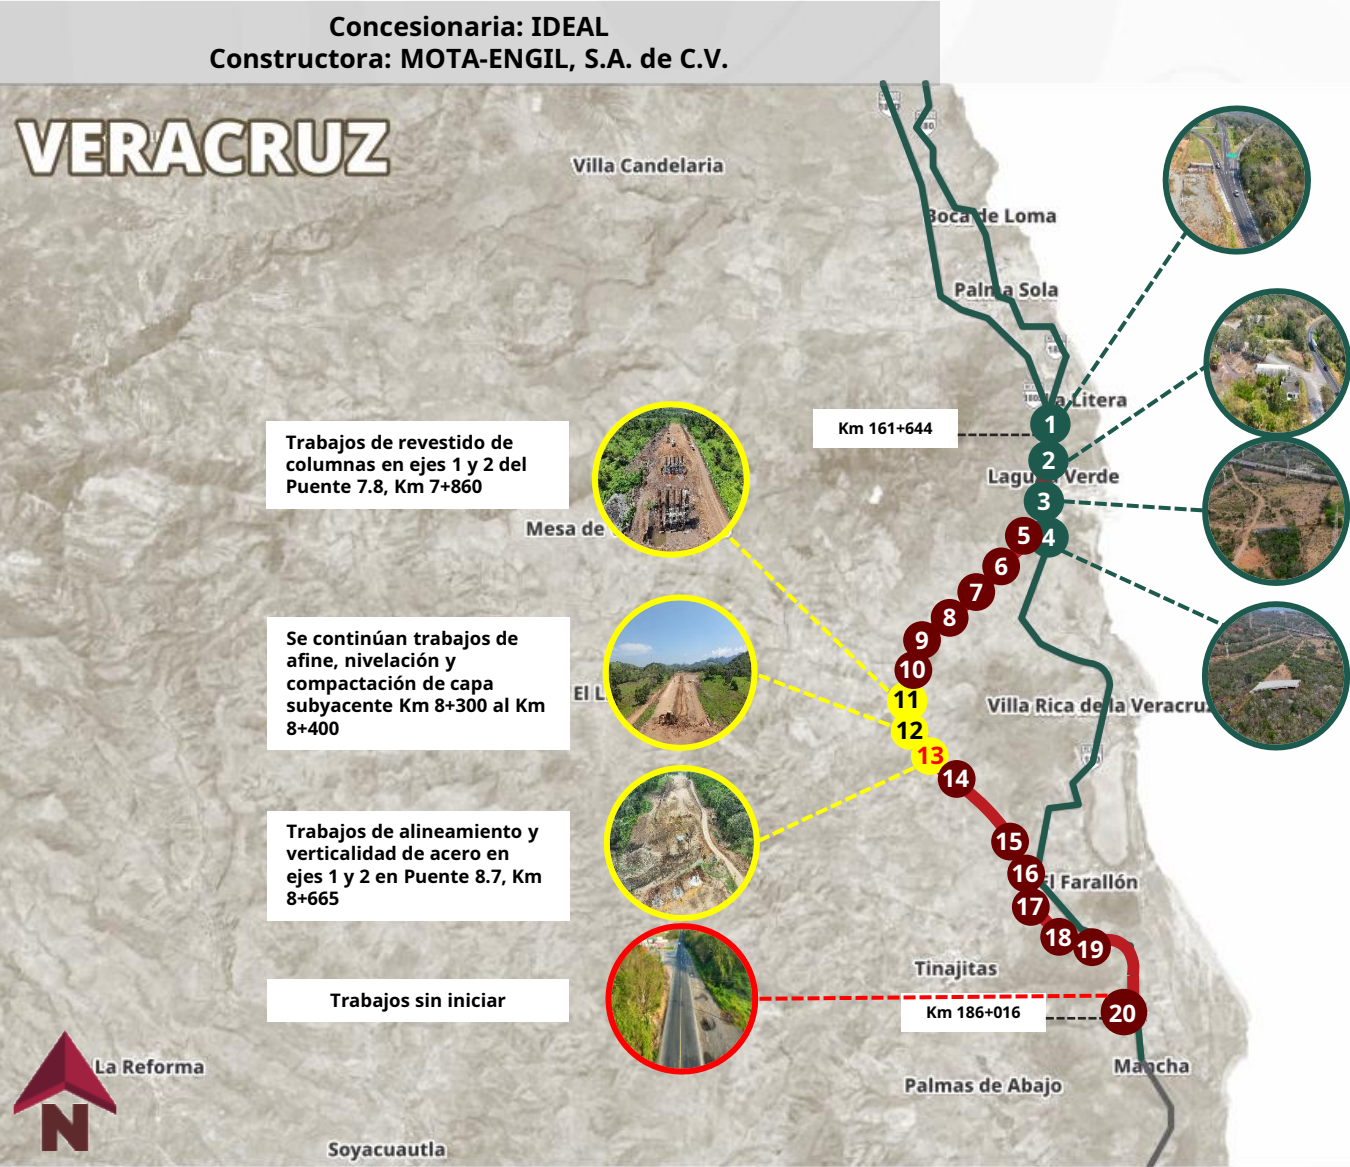 Concesionaria: IDEAL
Constructora: MOTA-ENGIL, S.A. de C.V.
VERACRUZ
Villa Candelaria
Boca de Loma
Palma Sola
La Litera
Km 161+644
1
2
Laguna Verde
3
4
5
6
7
8
9
10
11
12
13
14
15
16
17
18
19
20
Trabajos de revestido de
columnas en ejes 1 y 2 del
Puente 7.8, Km 7+860
Mesa de
Se continúan trabajos de
afine, nivelación y
compactación de capa
subyacente Km 8+300 al Km
8+400
El L
Villa Rica de la Veracruz
Trabajos de alineamiento y
verticalidad de acero en
ejes 1 y 2 en Puente 8.7, Km
8+665
El Farallón
Tinajitas
Trabajos sin iniciar
Km 186+016
Mancha
La Reforma
Palmas de Abajo
N
Soyacuautla